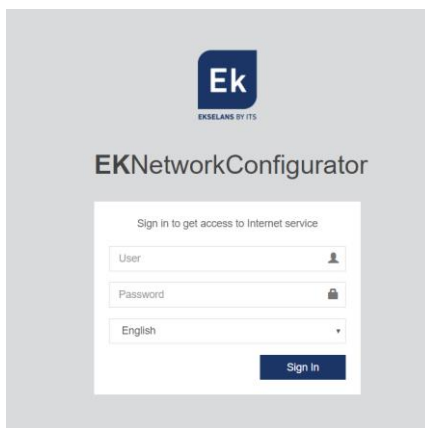 Ek
EKSELANS BY ITS
EKNetworkConfigurator
Sign in to get access to Internet service
User
Password
English
Sign In